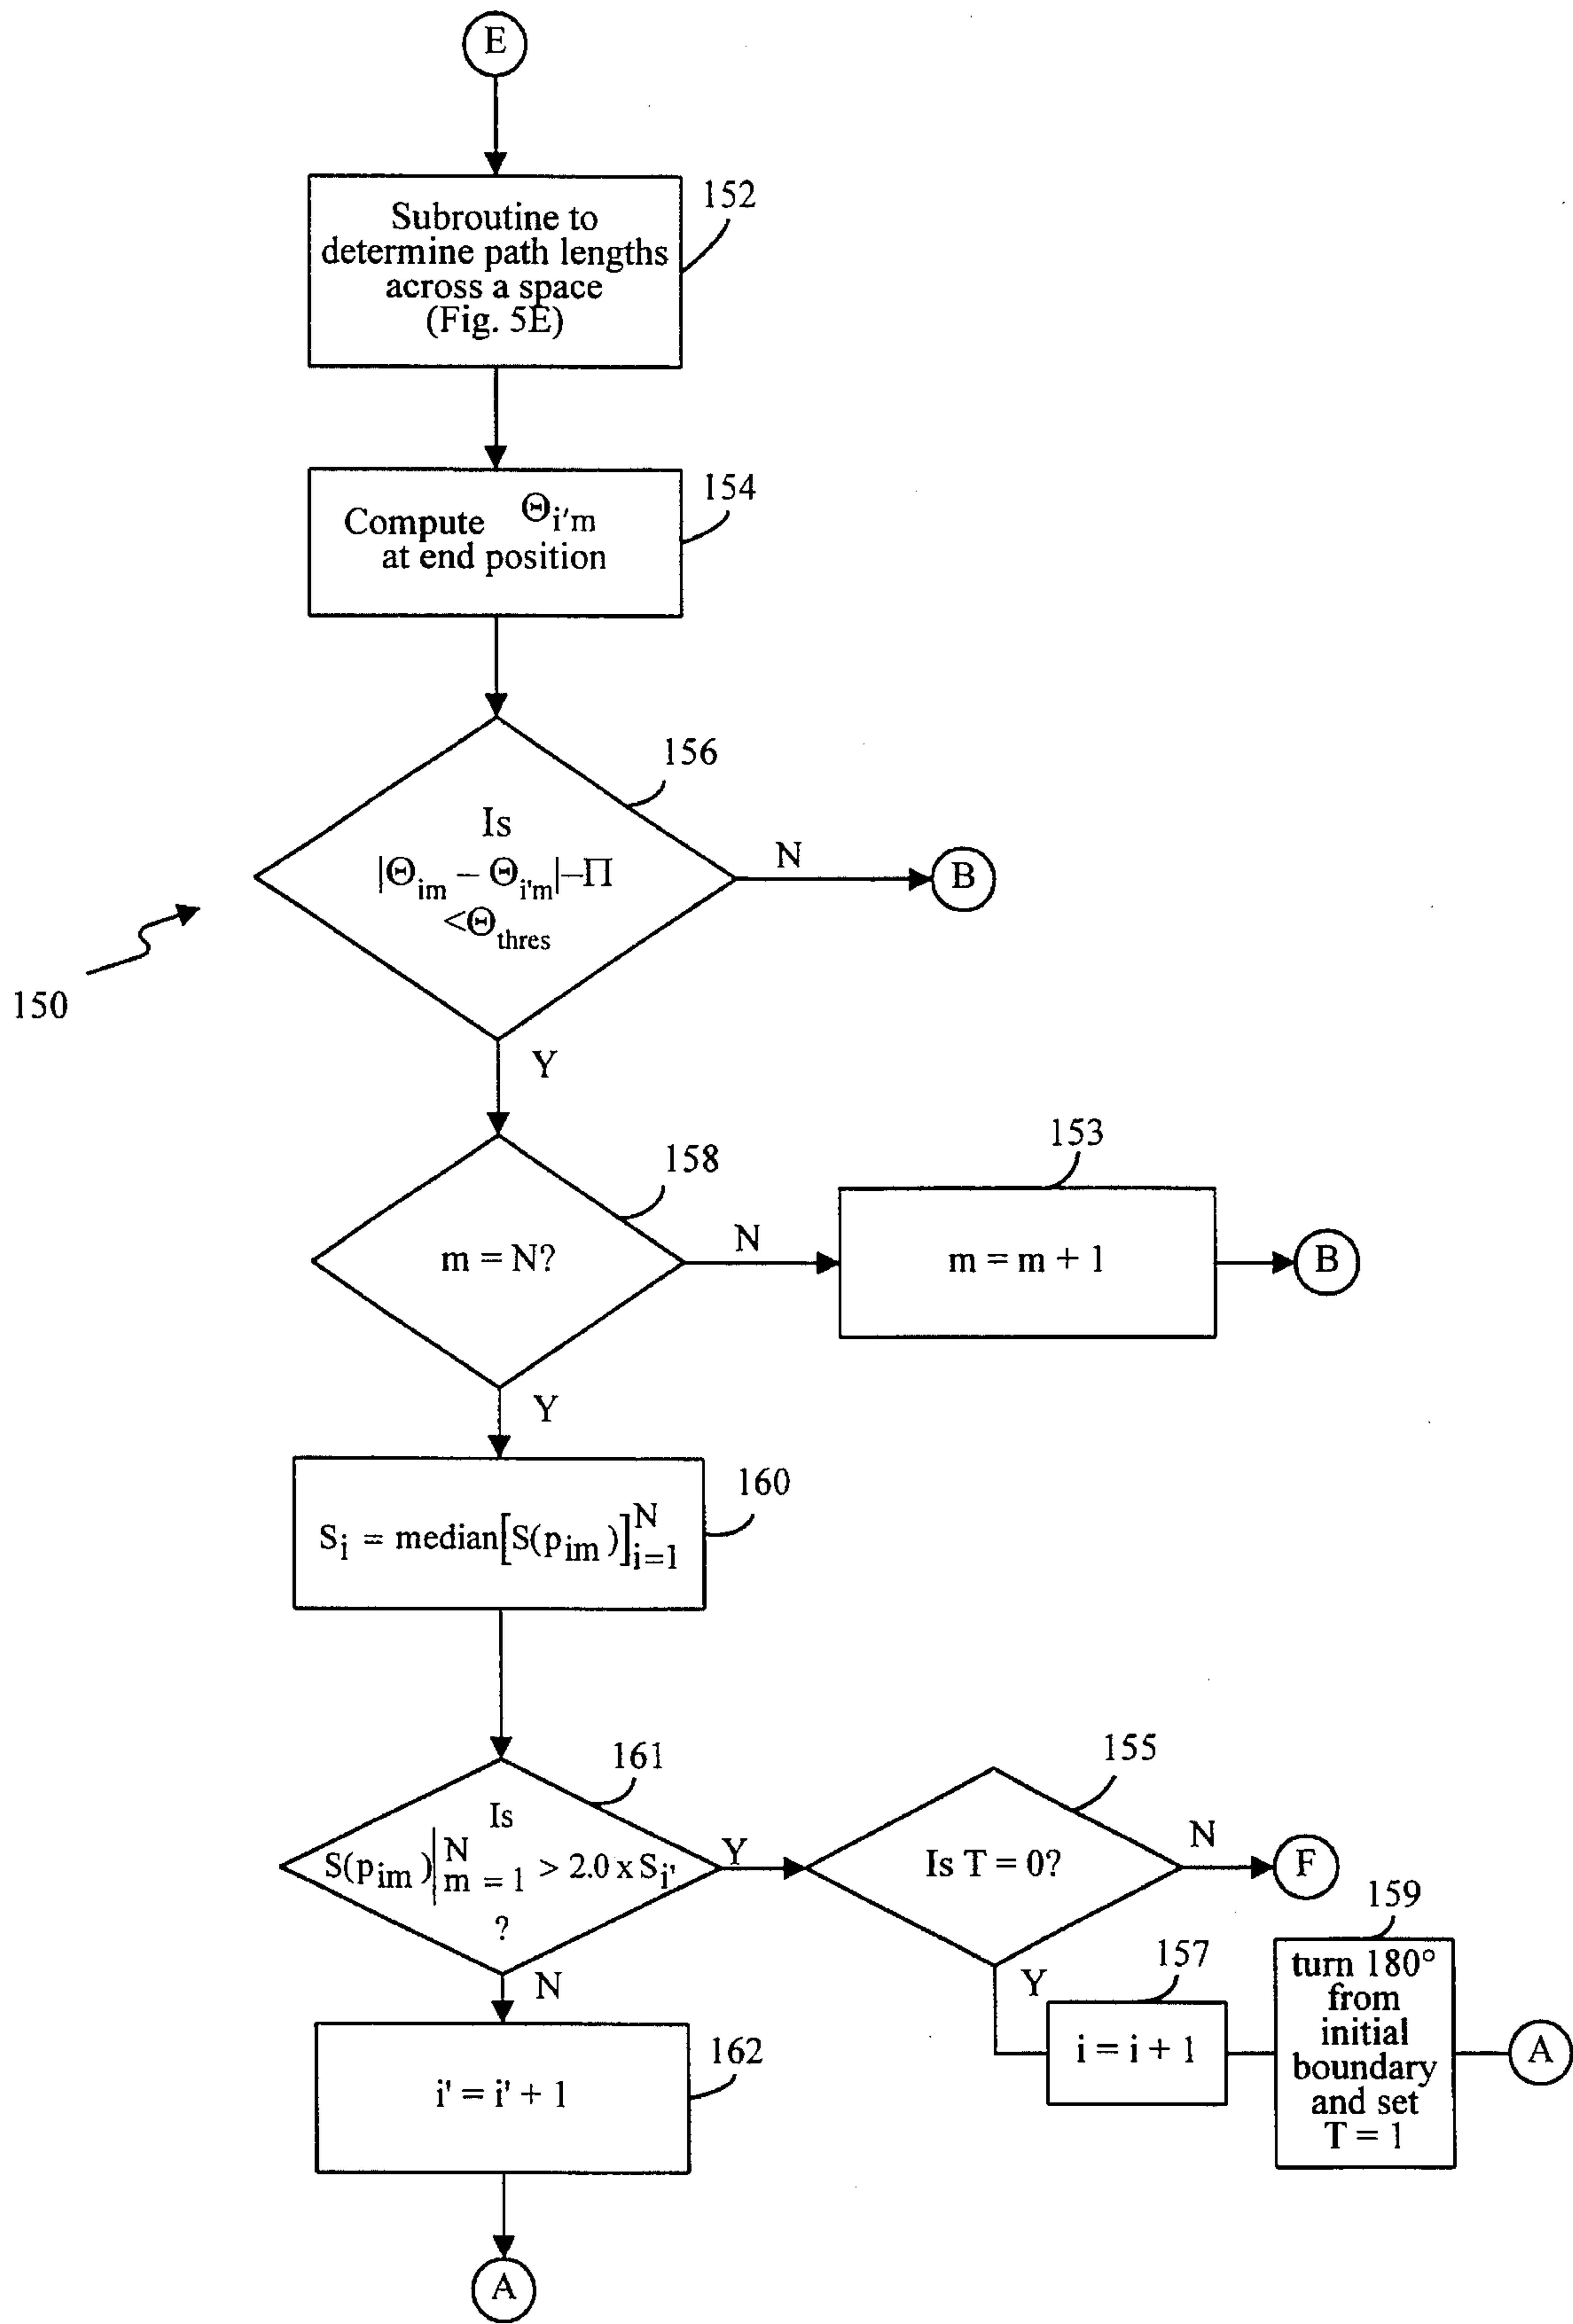 E
152
Subroutine to
determine path lengths
across a space
(Fig. 5E)
154
Compute Θi'm
at end position
156
Is
|Θim – Θi'm|–Π
<Θthres
N
B
150
Y
153
158
m = N?
N
m = m + 1
B
Y
160
Si = median[S(pim)]Ni=1
161
155
Is
S(pim)|Nm = 1 > 2.0 x Si'
?
Y
Is T = 0?
N
F
159
N
Y
157
turn 180°
from
initial
boundary
and set
T = 1
i = i + 1
A
162
i' = i' + 1
A